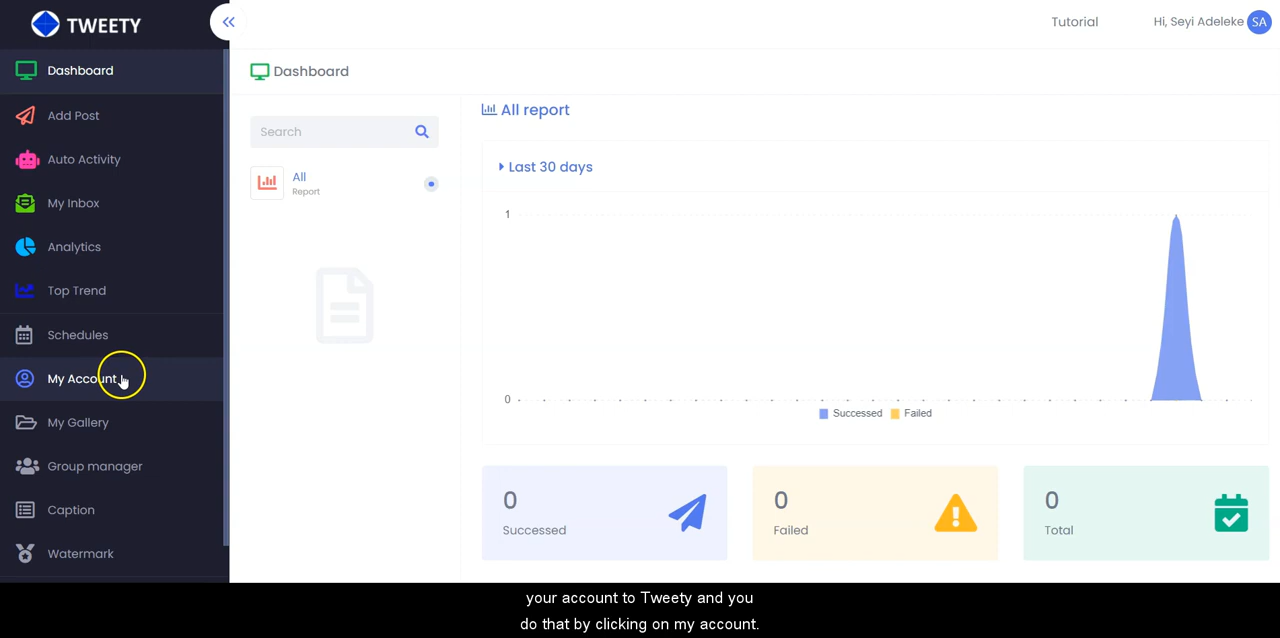 TWEETY
Tutorial
Hi, Seyi Adeleke SA
Dashboard
Add Post
Auto Activity
My Inbox
Analytics
Top Trend
Schedules
My Account
My Gallery
Group manager
Caption
Watermark
Dashboard
Search
All
Report
All report
Last 30 days
1
0
Successed Failed
0
Successed
0
Failed
0
Total
your account to Tweety and you
do that by clicking on my account.